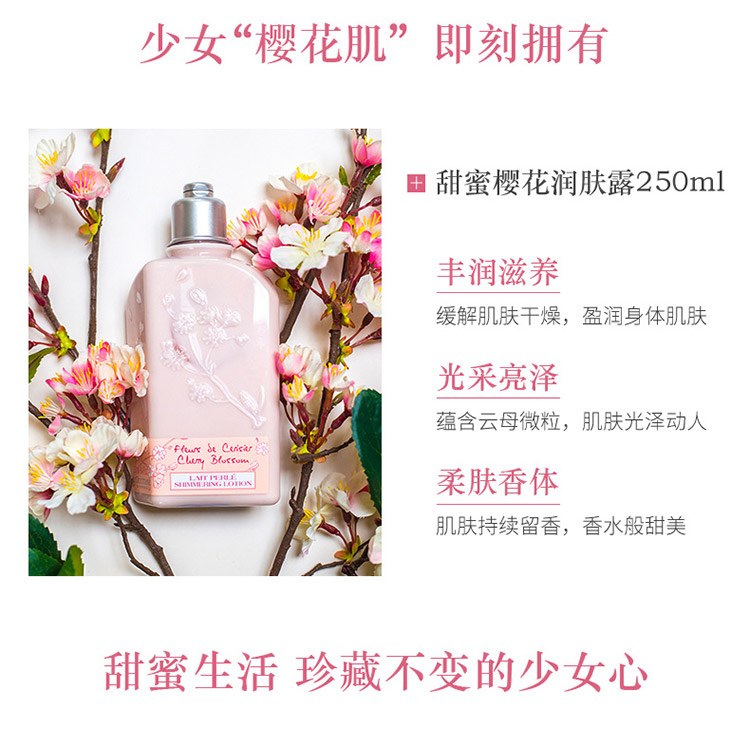 少女“樱花肌” 即刻拥有
甜蜜樱花润肤露250ml
丰润滋养
缓解肌肤干燥，盈润身体肌肤
光采亮泽
蕴含云母微粒，肌肤光泽动人
柔肤香体
肌肤持续留香，香水般甜美
Fleurs de Cerisier
Cherry Blossom
LAIT PERLÉ
SHIMMERING LOTION
甜蜜生活 珍藏不变的少女心